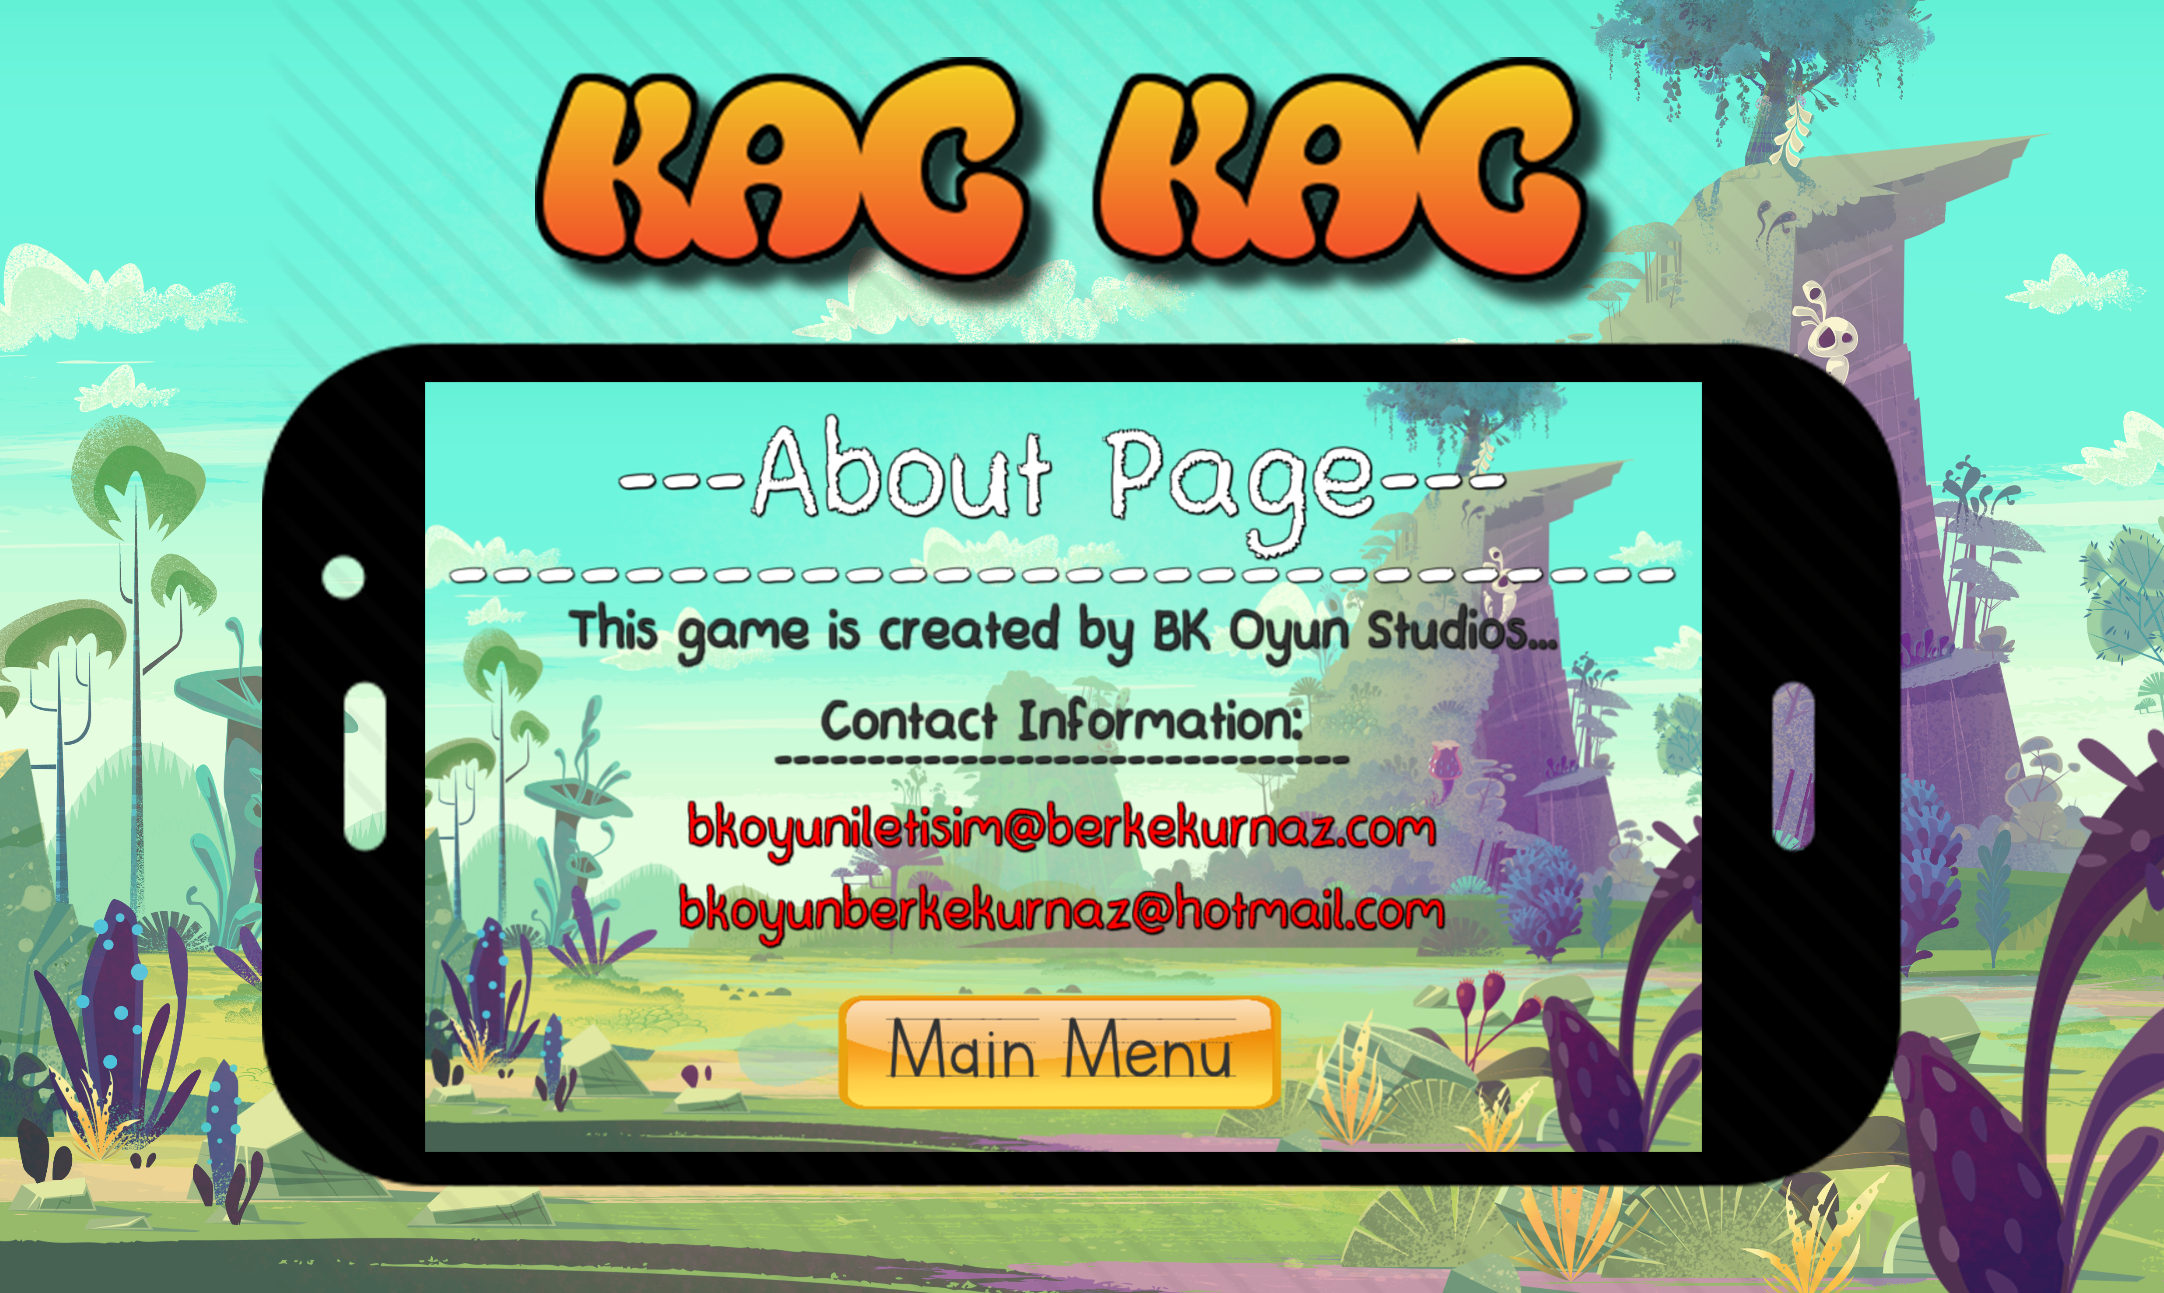 KAC KAC
---About Page---
----------------------------
This game is created by BK Oyun Studios...
Contact Information:
-------------------------------
bkoyuniletisim@berkekurnaz.com
bkoyunberkekurnaz@hotmail.com
Main Menu